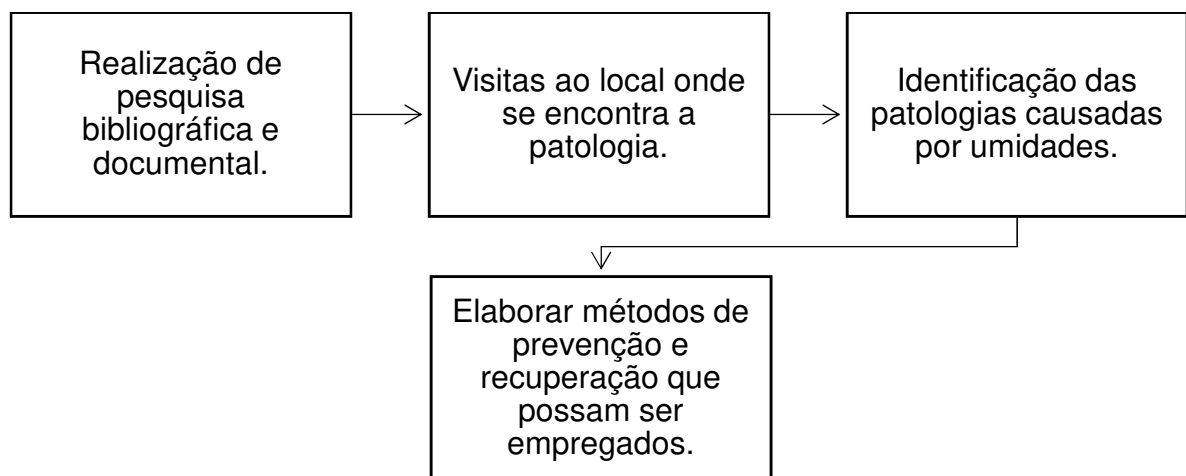 Realização de
pesquisa
bibliográfica e
documental.
Visitas ao local onde
se encontra a
patologia.
Identificação das
patologias causadas
por umidades.
Elaborar métodos de
prevenção e
recuperação que
possam ser
empregados.